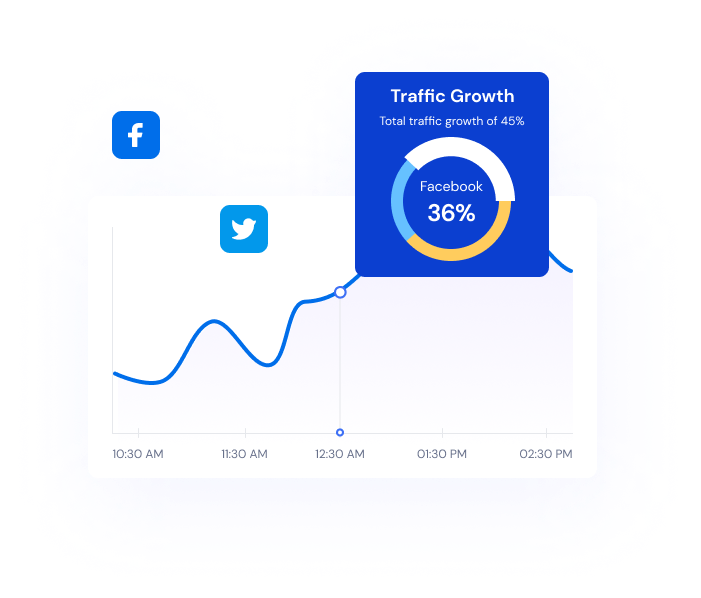 Traffic Growth
Total traffic growth of 45%
Facebook
36%
10:30 AM
11:30 AM
12:30 AM
01:30 PM
02:30 PM